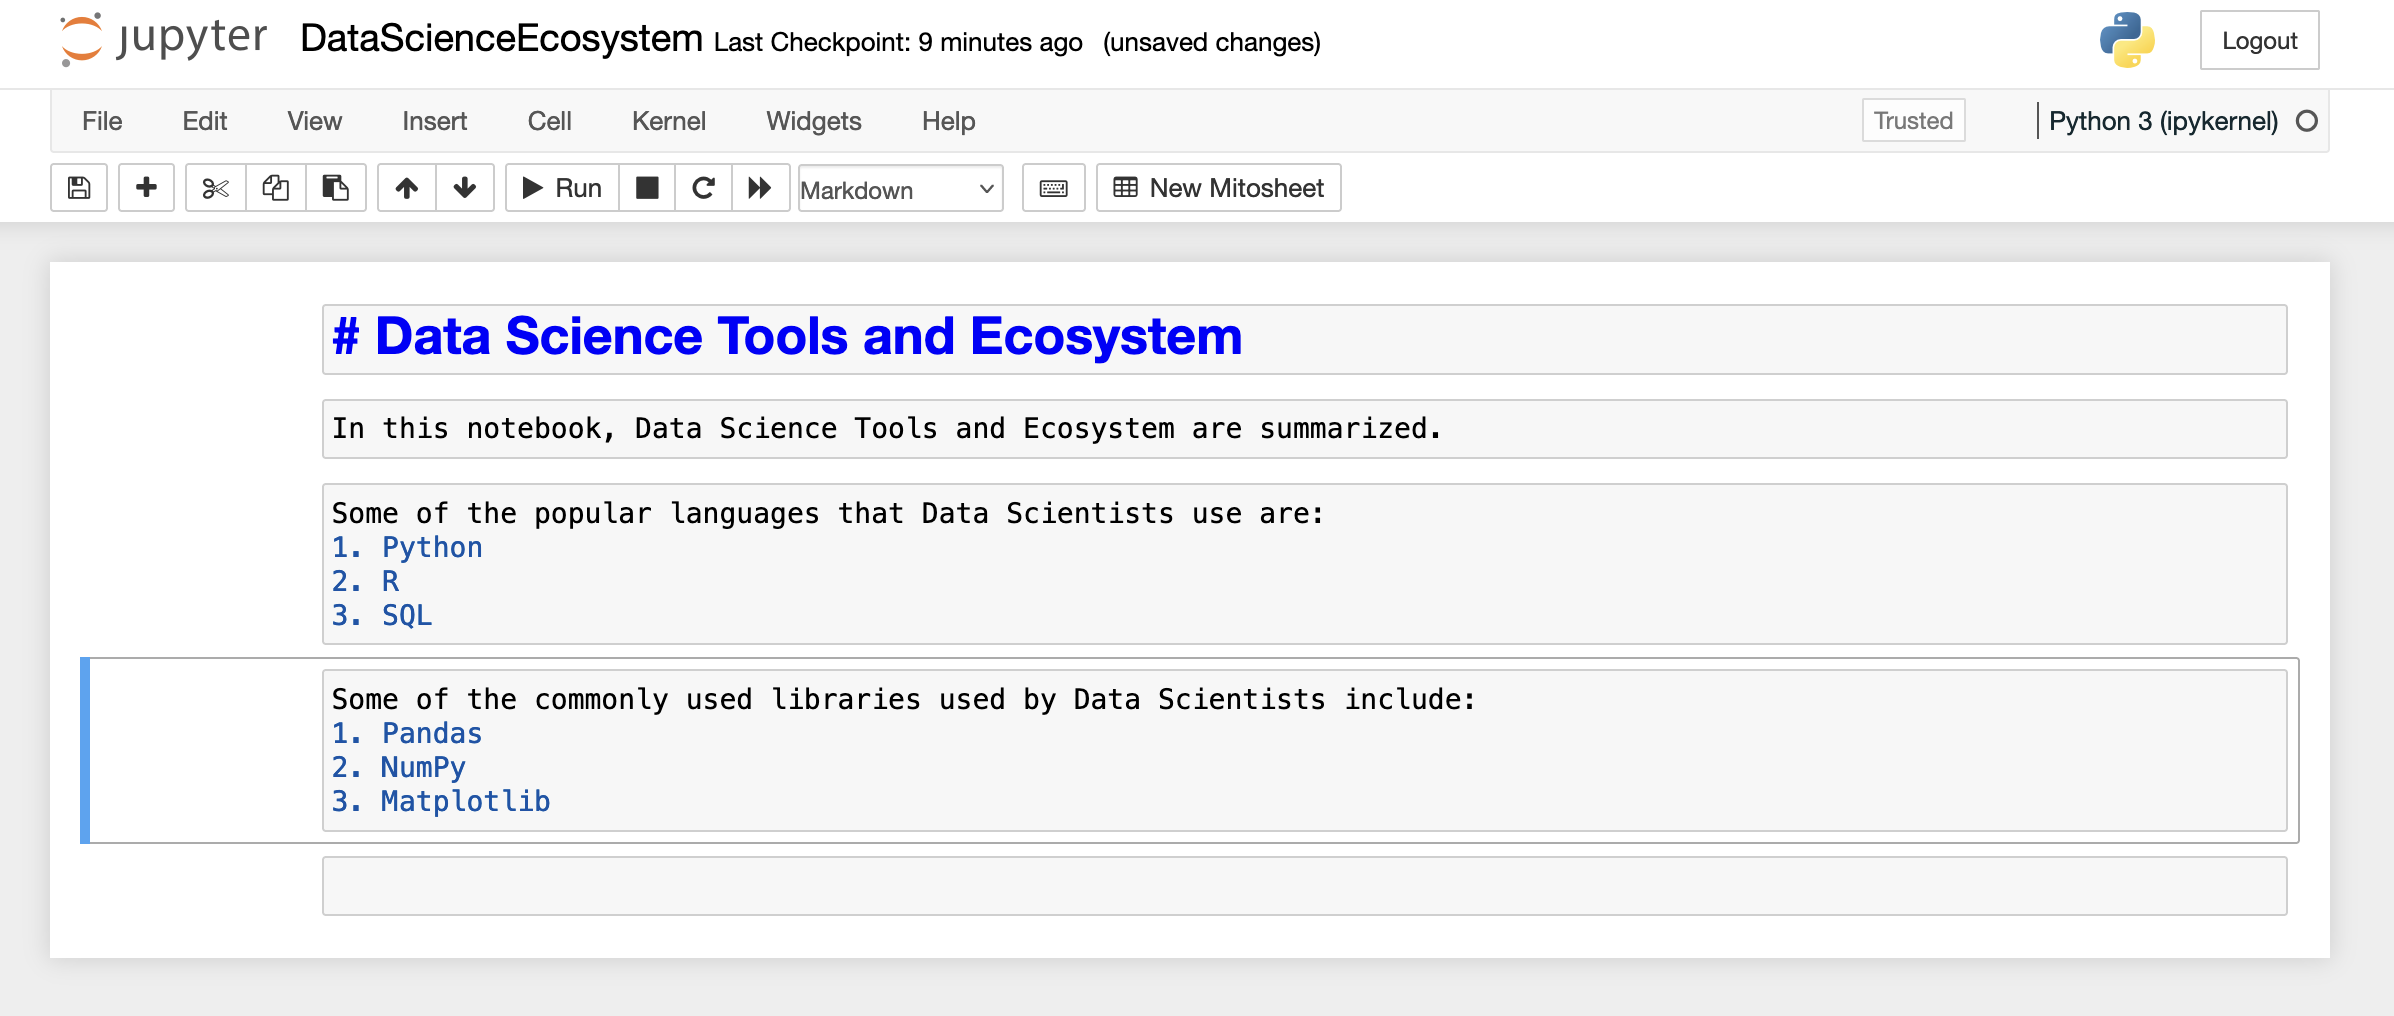 jupyter DataScienceEcosystem Last Checkpoint: 9 minutes ago (unsaved changes) Logout
File Edit View Insert Cell Kernel Widgets Help Trusted Python 3 (ipykernel)
Run Markdown New Mitosheet
# Data Science Tools and Ecosystem
In this notebook, Data Science Tools and Ecosystem are summarized.
Some of the popular languages that Data Scientists use are:
1. Python
2. R
3. SQL
Some of the commonly used libraries used by Data Scientists include:
1. Pandas
2. NumPy
3. Matplotlib